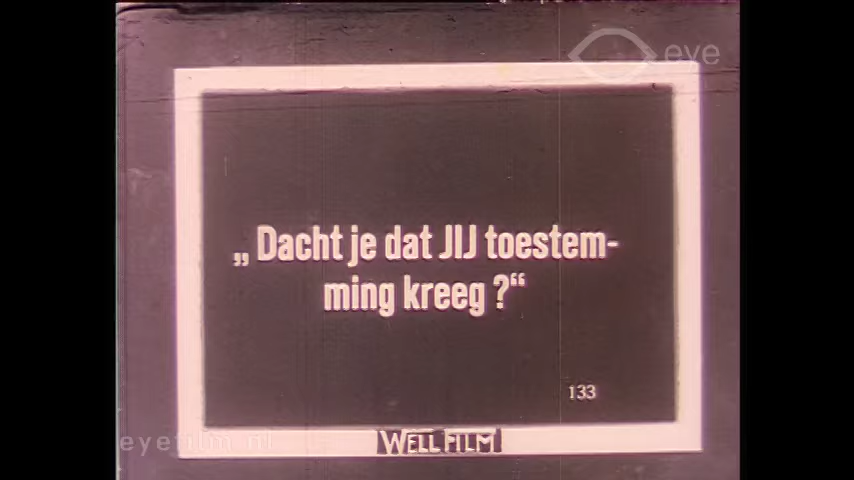 eye
„Dacht je dat JIJ toestem-
ming kreeg ?“
133
eyefilm.nl
WELL FILM